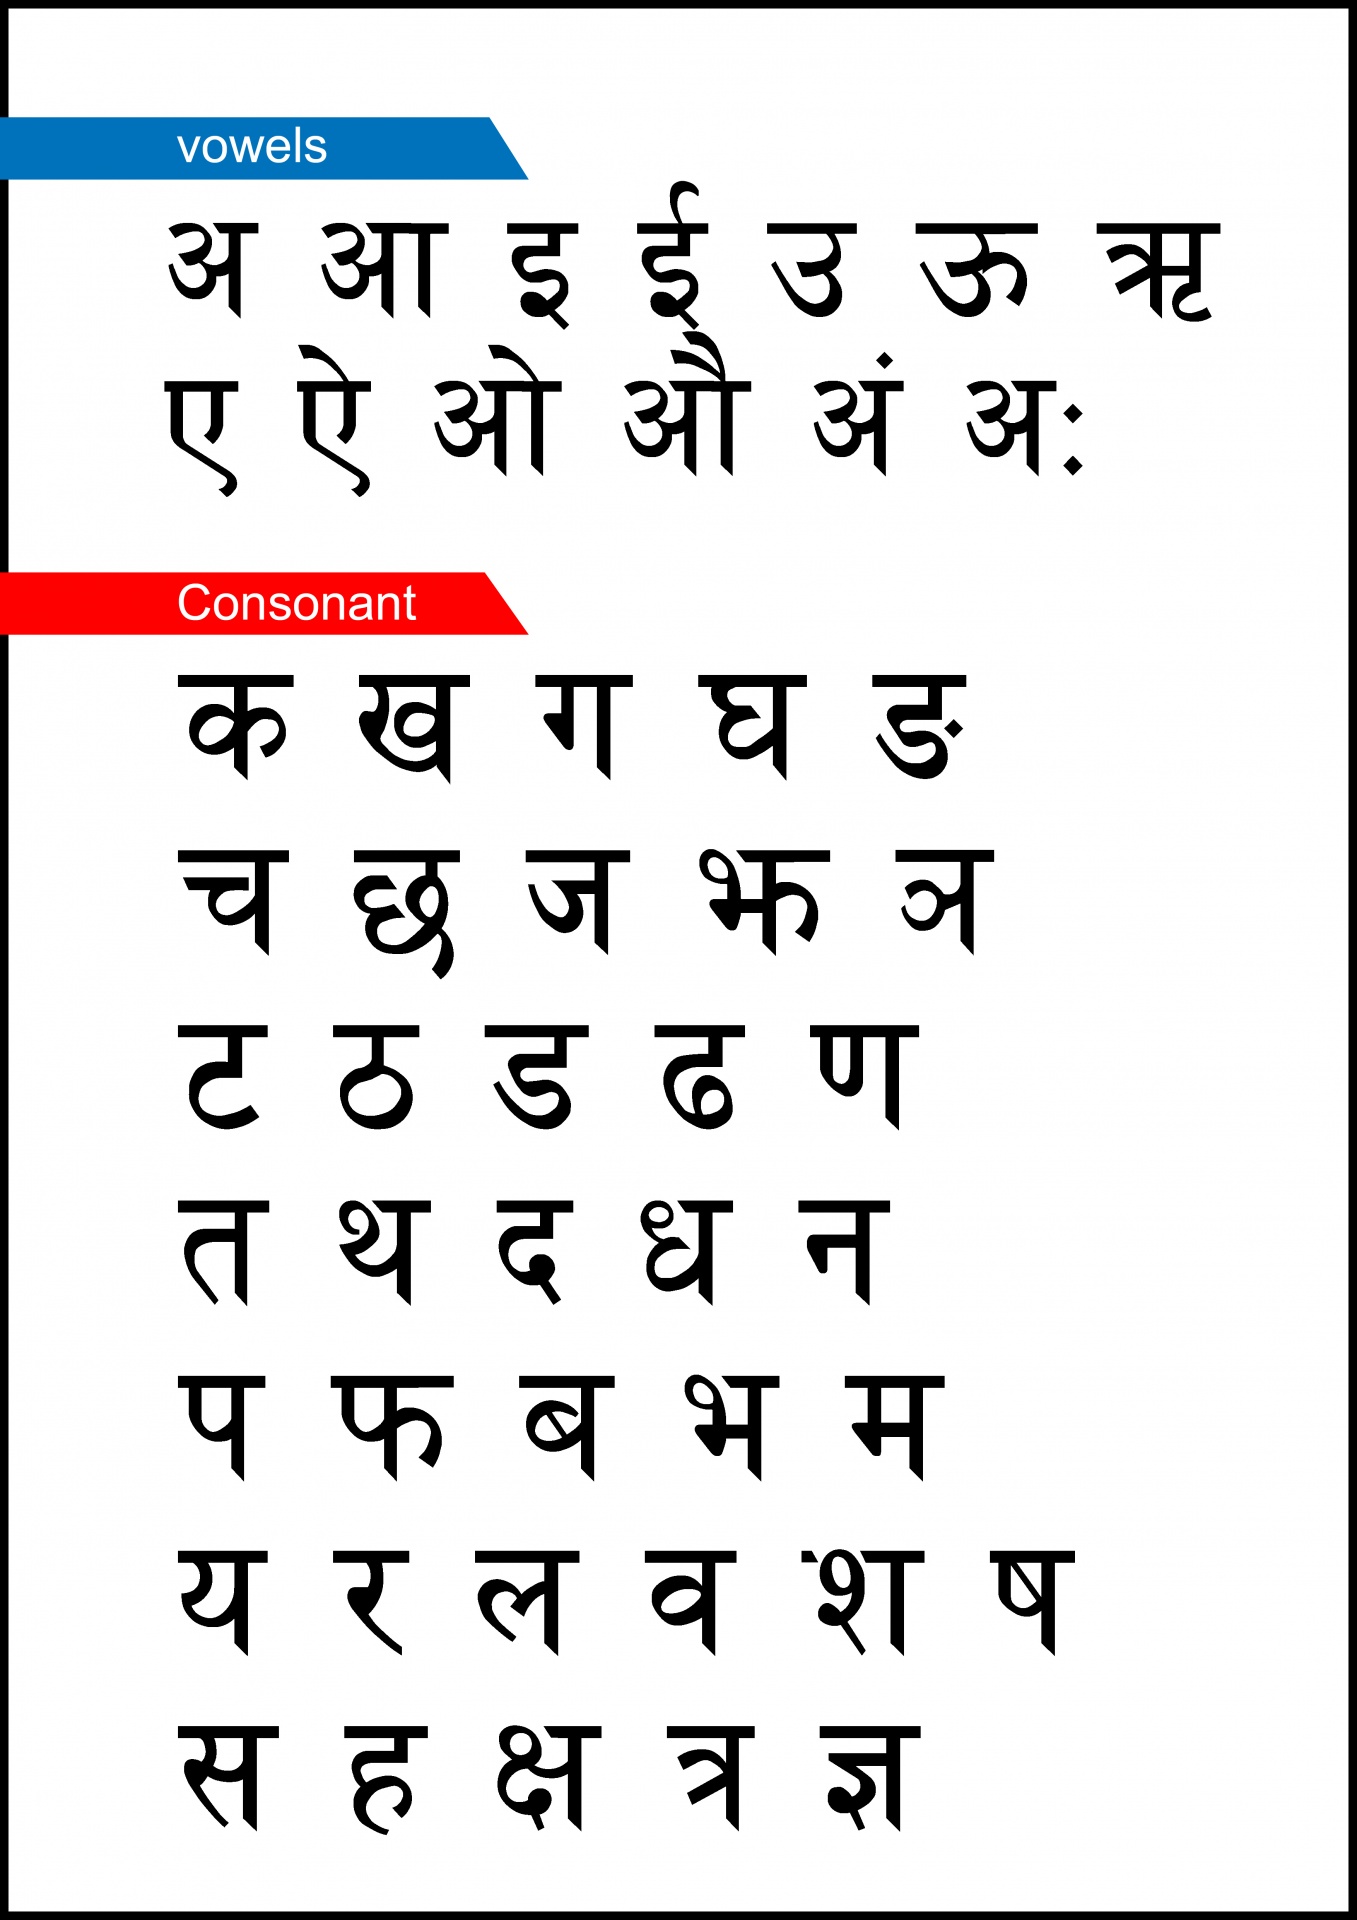 vowels
अ आ इ ई उ ऊ ऋ
ए ऐ ओ औ अं अः
Consonant
क ख ग घ ङ
च छ ज झ ञ
ट ठ ड ढ ण
त थ द ध न
प फ ब भ म
य र ल व श ष
स ह क्ष त्र ज्ञ